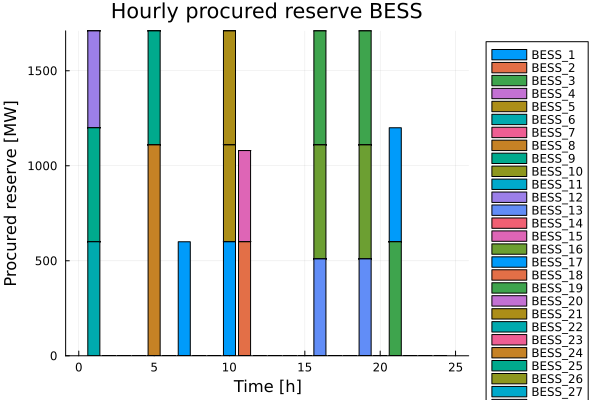 Hourly procured reserve BESS
Procured reserve [MW]
1500
1000
500
0
0 5 10 15 20 25
Time [h]
BESS_1
BESS_2
BESS_3
BESS_4
BESS_5
BESS_6
BESS_7
BESS_8
BESS_9
BESS_10
BESS_11
BESS_12
BESS_13
BESS_14
BESS_15
BESS_16
BESS_17
BESS_18
BESS_19
BESS_20
BESS_21
BESS_22
BESS_23
BESS_24
BESS_25
BESS_26
BESS_27